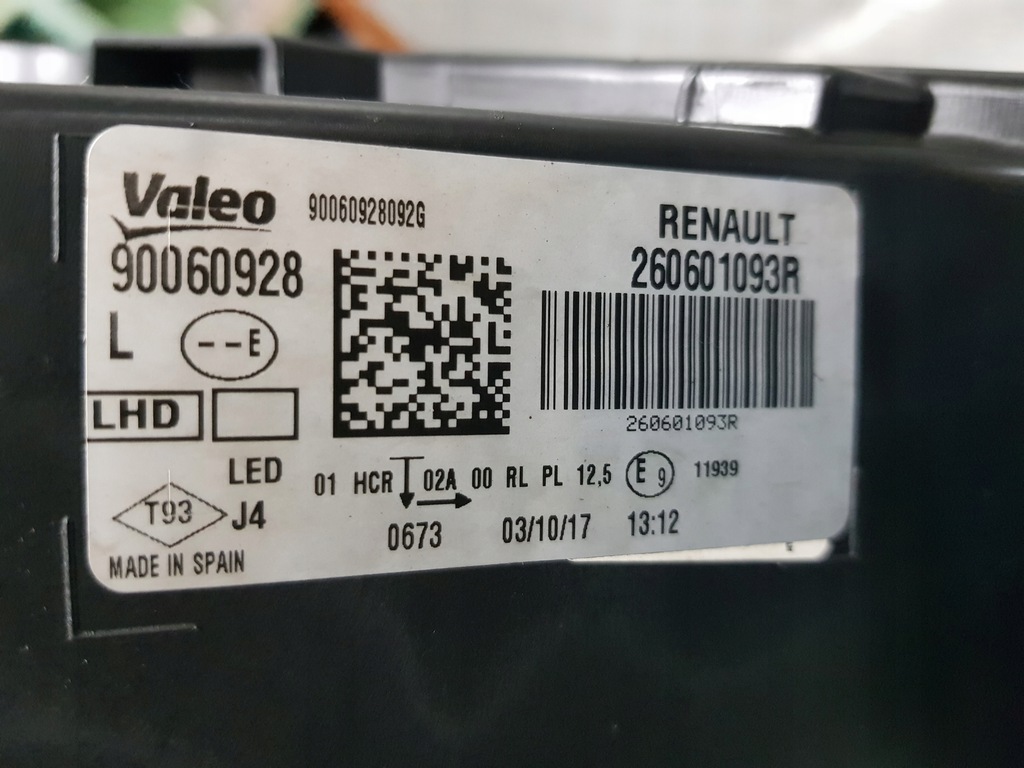 Valeo 90060928092G
RENAULT
90060928
260601093R
L --E
LHD
260601093R
LED
01 HCR 02A 00 RL PL 12,5 E9 11939
T93 J4
0673 03/10/17 13:12
MADE IN SPAIN